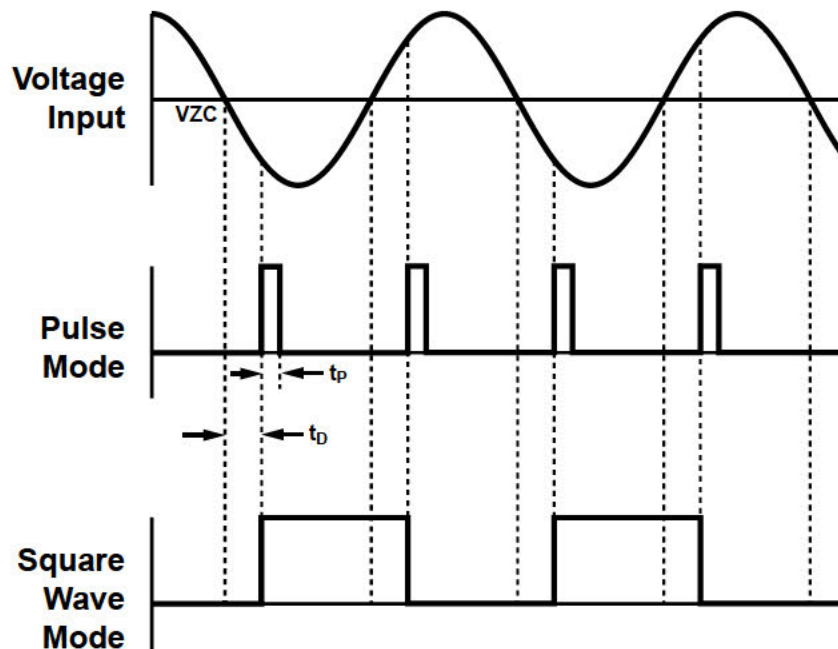 Voltage
Input
VZC
Pulse
Mode
tP
tD
Square
Wave
Mode